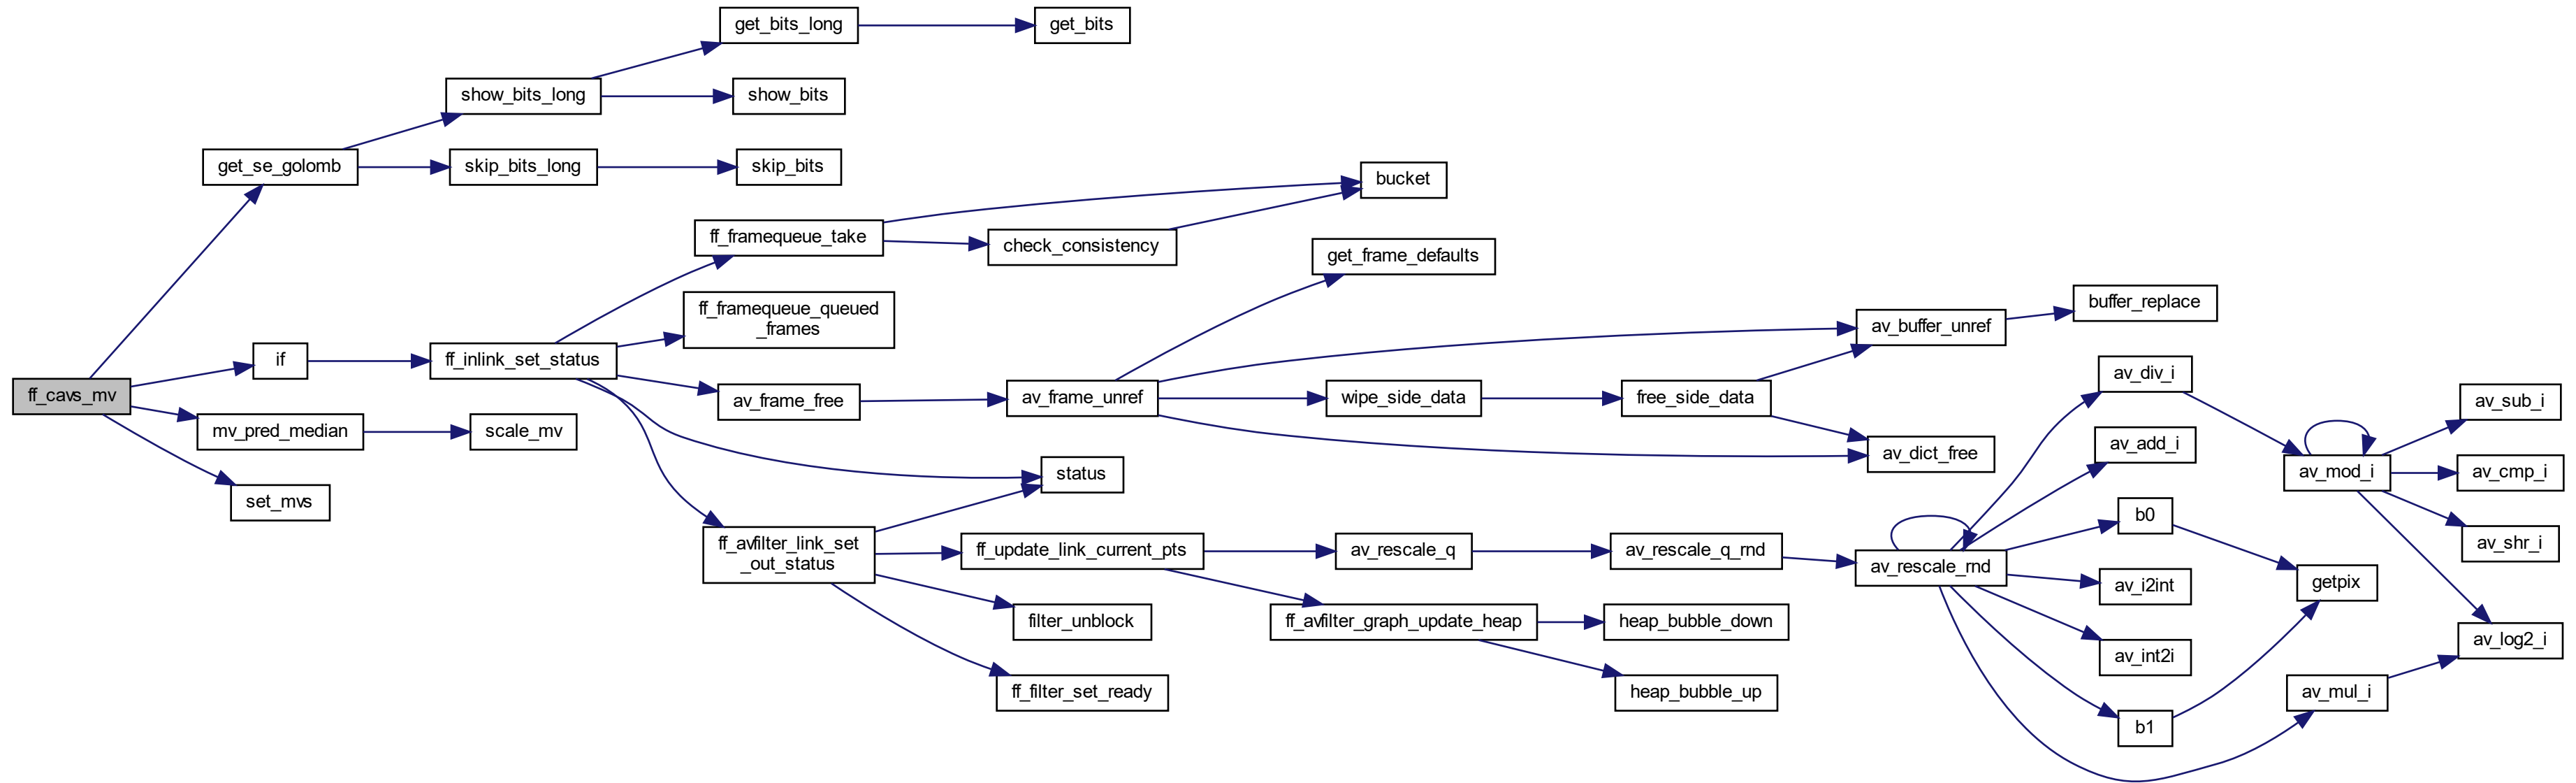 get_bits_long
get_bits
show_bits_long
show_bits
get_se_golomb
skip_bits_long
skip_bits
bucket
ff_framequeue_take
check_consistency
get_frame_defaults
ff_framequeue_queued
_frames
buffer_replace
av_buffer_unref
if
ff_inlink_set_status
av_div_i
ff_cavs_mv
av_frame_free
av_frame_unref
wipe_side_data
free_side_data
av_sub_i
mv_pred_median
scale_mv
av_dict_free
av_add_i
status
av_mod_i
av_cmp_i
set_mvs
b0
ff_avfilter_link_set
_out_status
ff_update_link_current_pts
av_rescale_q
av_rescale_q_rnd
av_shr_i
av_rescale_rnd
av_i2int
getpix
filter_unblock
ff_avfilter_graph_update_heap
heap_bubble_down
av_int2i
av_log2_i
ff_filter_set_ready
heap_bubble_up
av_mul_i
b1